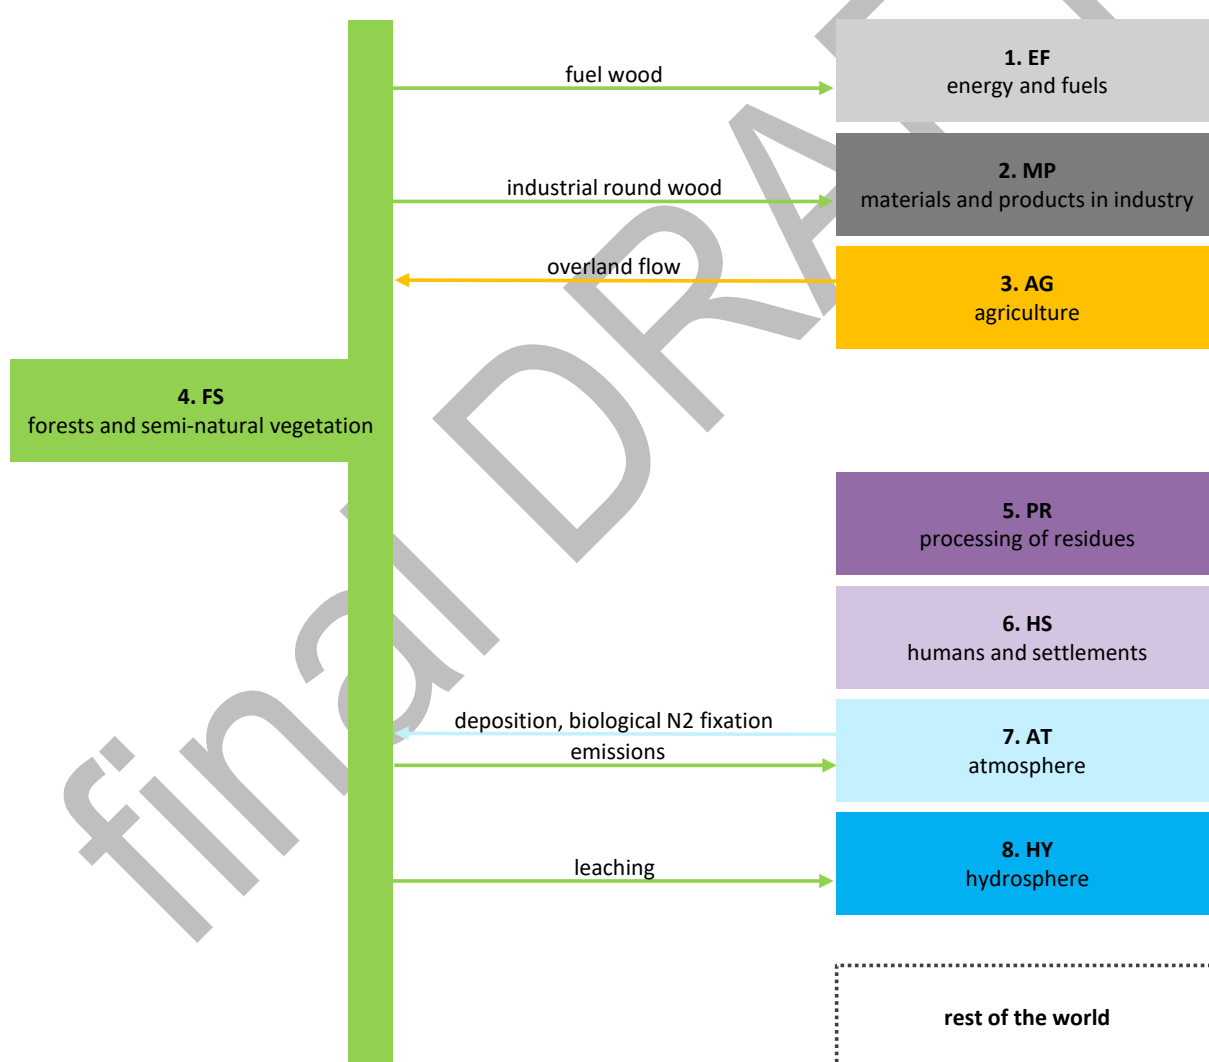 fuel wood
1. EF
energy and fuels
industrial round wood
2. MP
materials and products in industry
overland flow
3. AG
agriculture
4. FS
forests and semi-natural vegetation
5. PR
processing of residues
6. HS
humans and settlements
deposition, biological N2 fixation
emissions
7. AT
atmosphere
leaching
8. HY
hydrosphere
rest of the world
final DRA